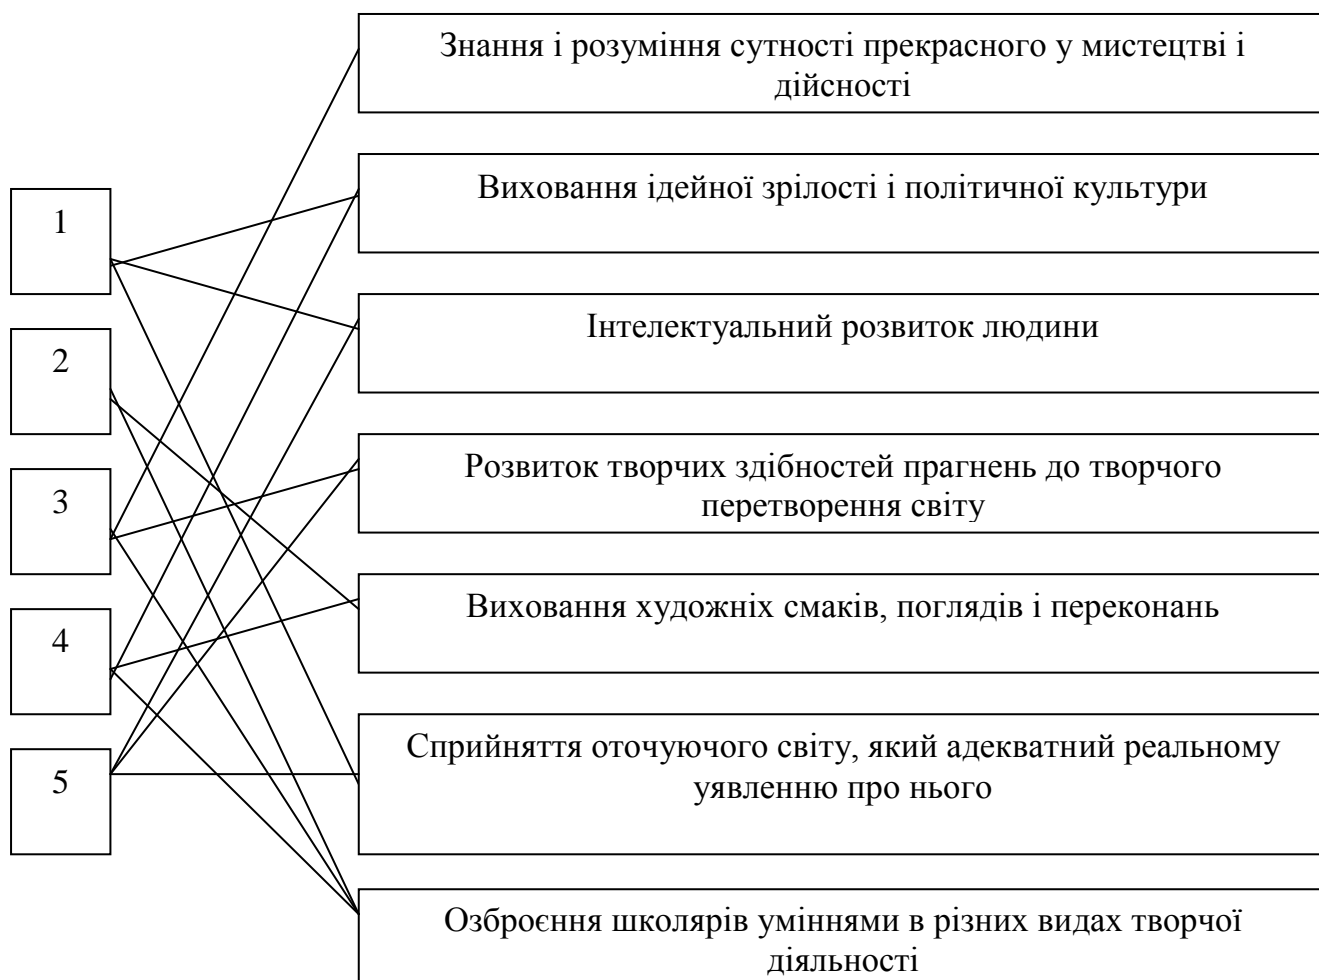 Знання і розуміння сутності прекрасного у мистецтві і
дійсності
Виховання ідейної зрілості і політичної культури
1
Інтелектуальний розвиток людини
2
Розвиток творчих здібностей прагнень до творчого
перетворення світу
3
Виховання художніх смаків, поглядів і переконань
4
Сприйняття оточуючого світу, який адекватний реальному
уявленню про нього
5
Озброєння школярів уміннями в різних видах творчої
діяльності